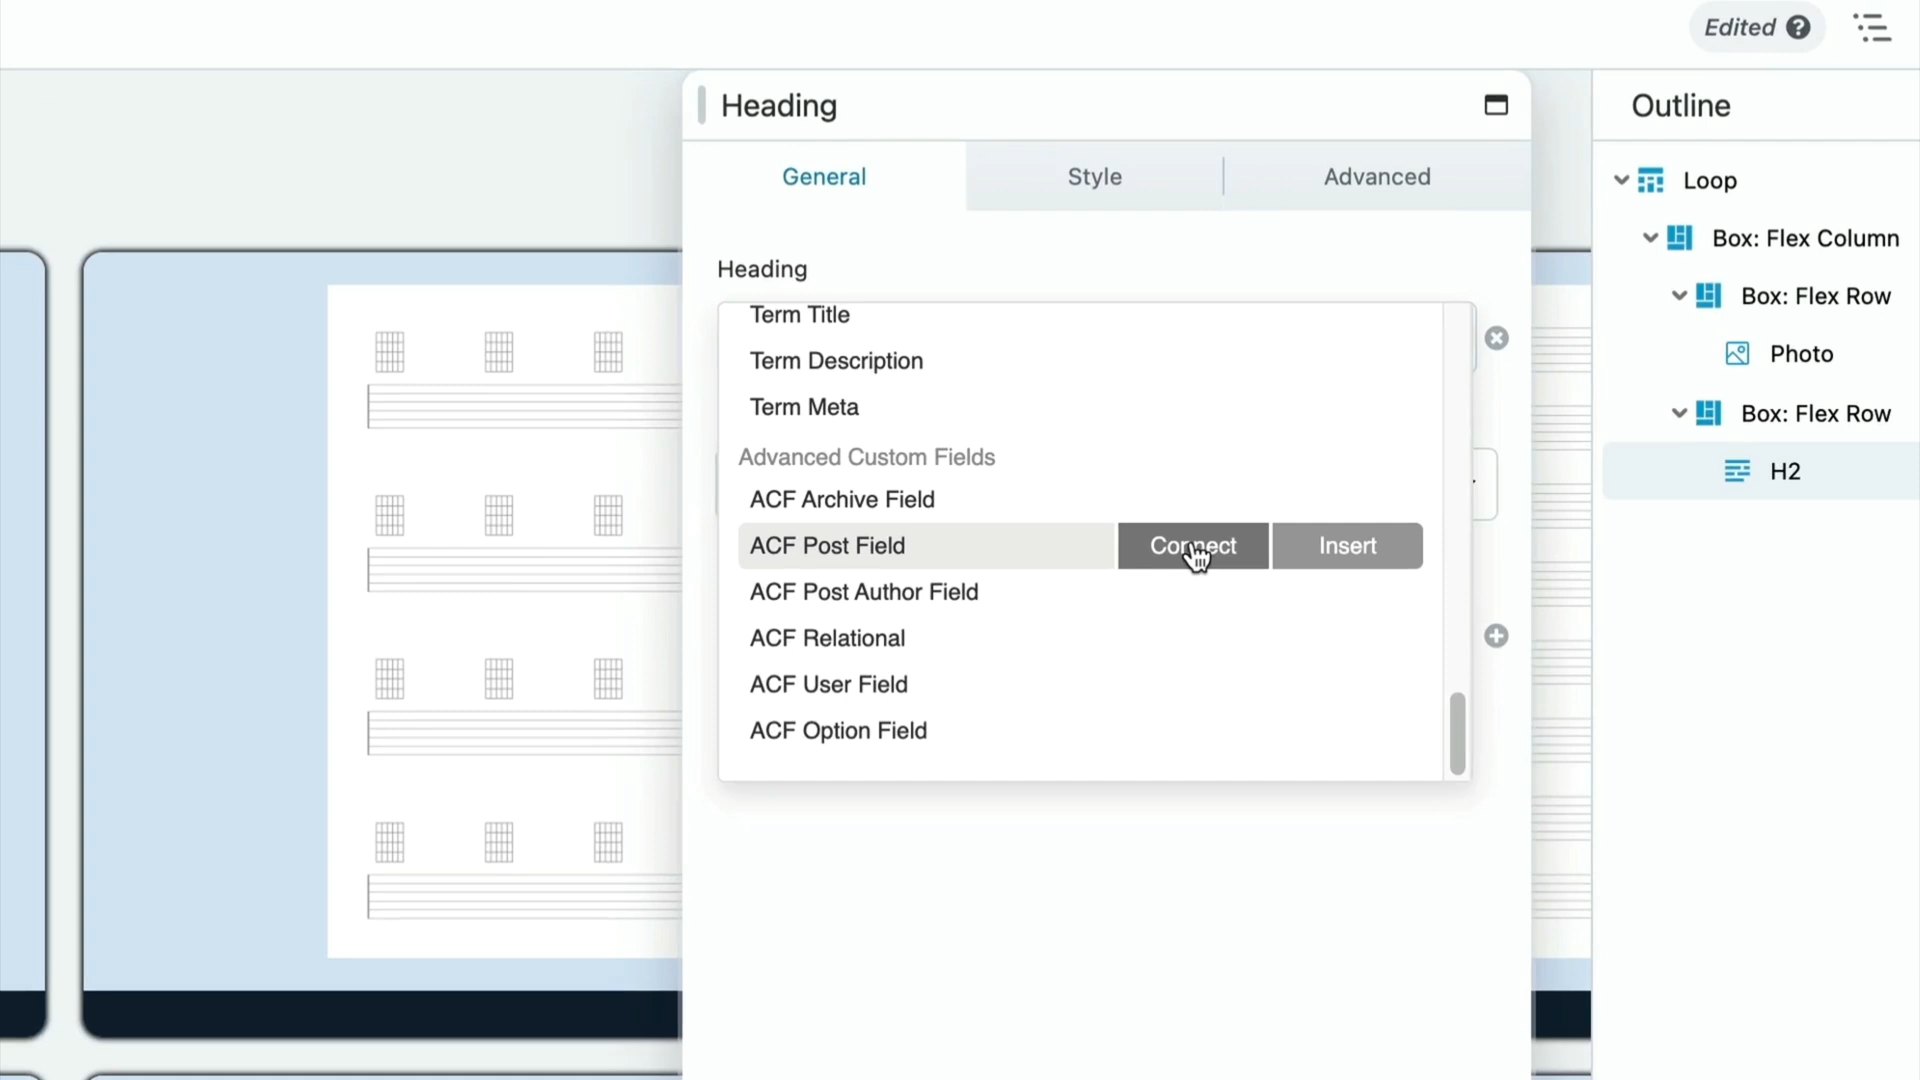 Edited ?
Heading
Outline
General
Style
Advanced
Loop
Box: Flex Column
Heading
Box: Flex Row
Term Title
Photo
Term Description
Term Meta
Box: Flex Row
Advanced Custom Fields
H2
ACF Archive Field
ACF Post Field
Connect
Insert
ACF Post Author Field
ACF Relational
ACF User Field
ACF Option Field